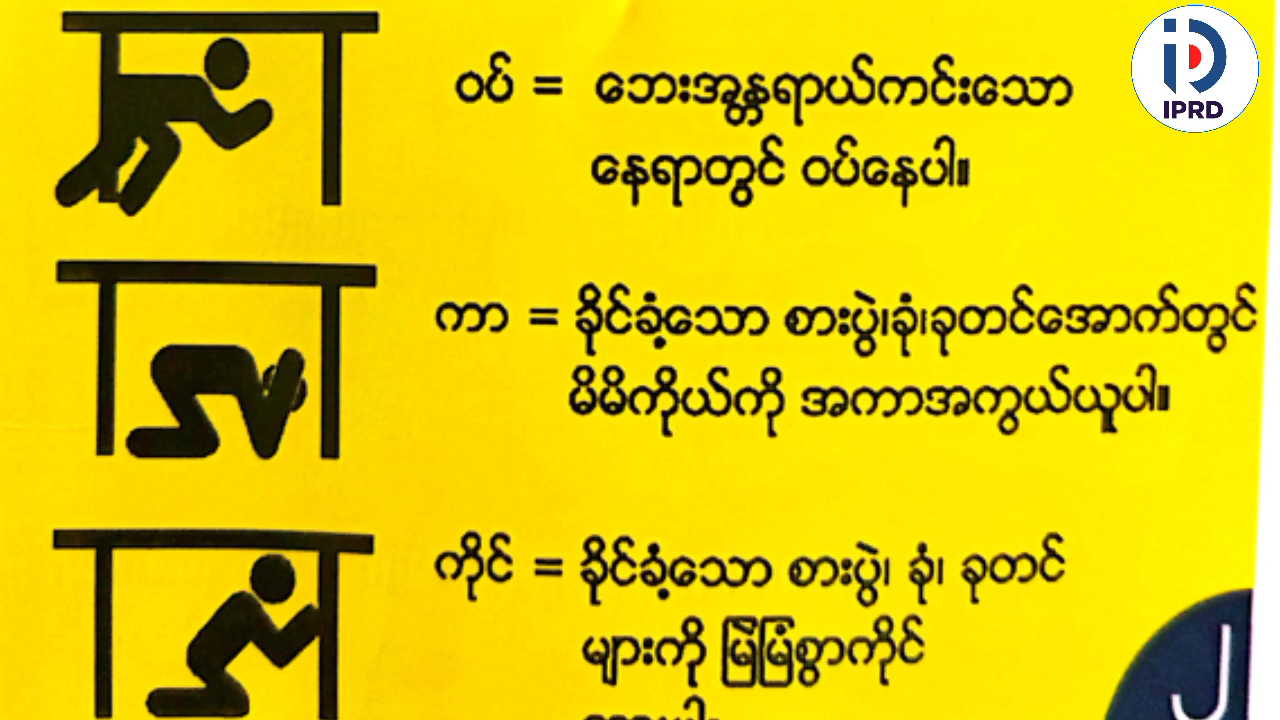 ဝပ် = ဘေးအန္တရာယ်ကင်းသော
နေရာတွင် ဝပ်နေပါ။
ကာ = ခိုင်ခံ့သော စားပွဲ၊ခုံ၊ခုတင်အောက်တွင်
မိမိကိုယ်ကို အကာအကွယ်ယူပါ။
ကိုင် = ခိုင်ခံ့သော စားပွဲ၊ ခုံ၊ ခုတင်
များကို မြဲမြံစွာကိုင်
IPRD